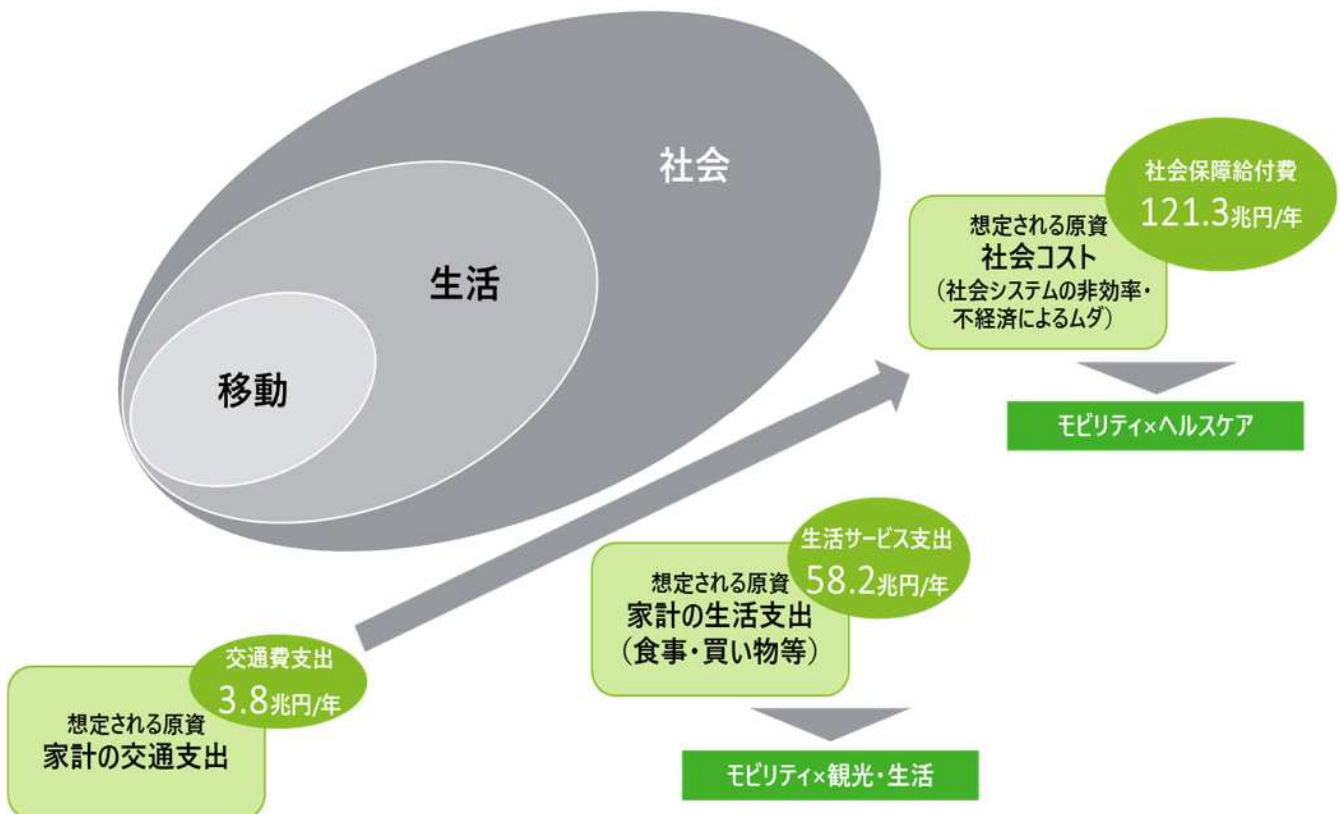 社会
生活
移動
社会保障給付費
121.3兆円/年
想定される原資
社会コスト
（社会システムの非効率・
不経済によるムダ）
モビリティ×ヘルスケア
生活サービス支出
58.2兆円/年
想定される原資
家計の生活支出
（食事・買い物等）
モビリティ×観光・生活
交通費支出
3.8兆円/年
想定される原資
家計の交通支出